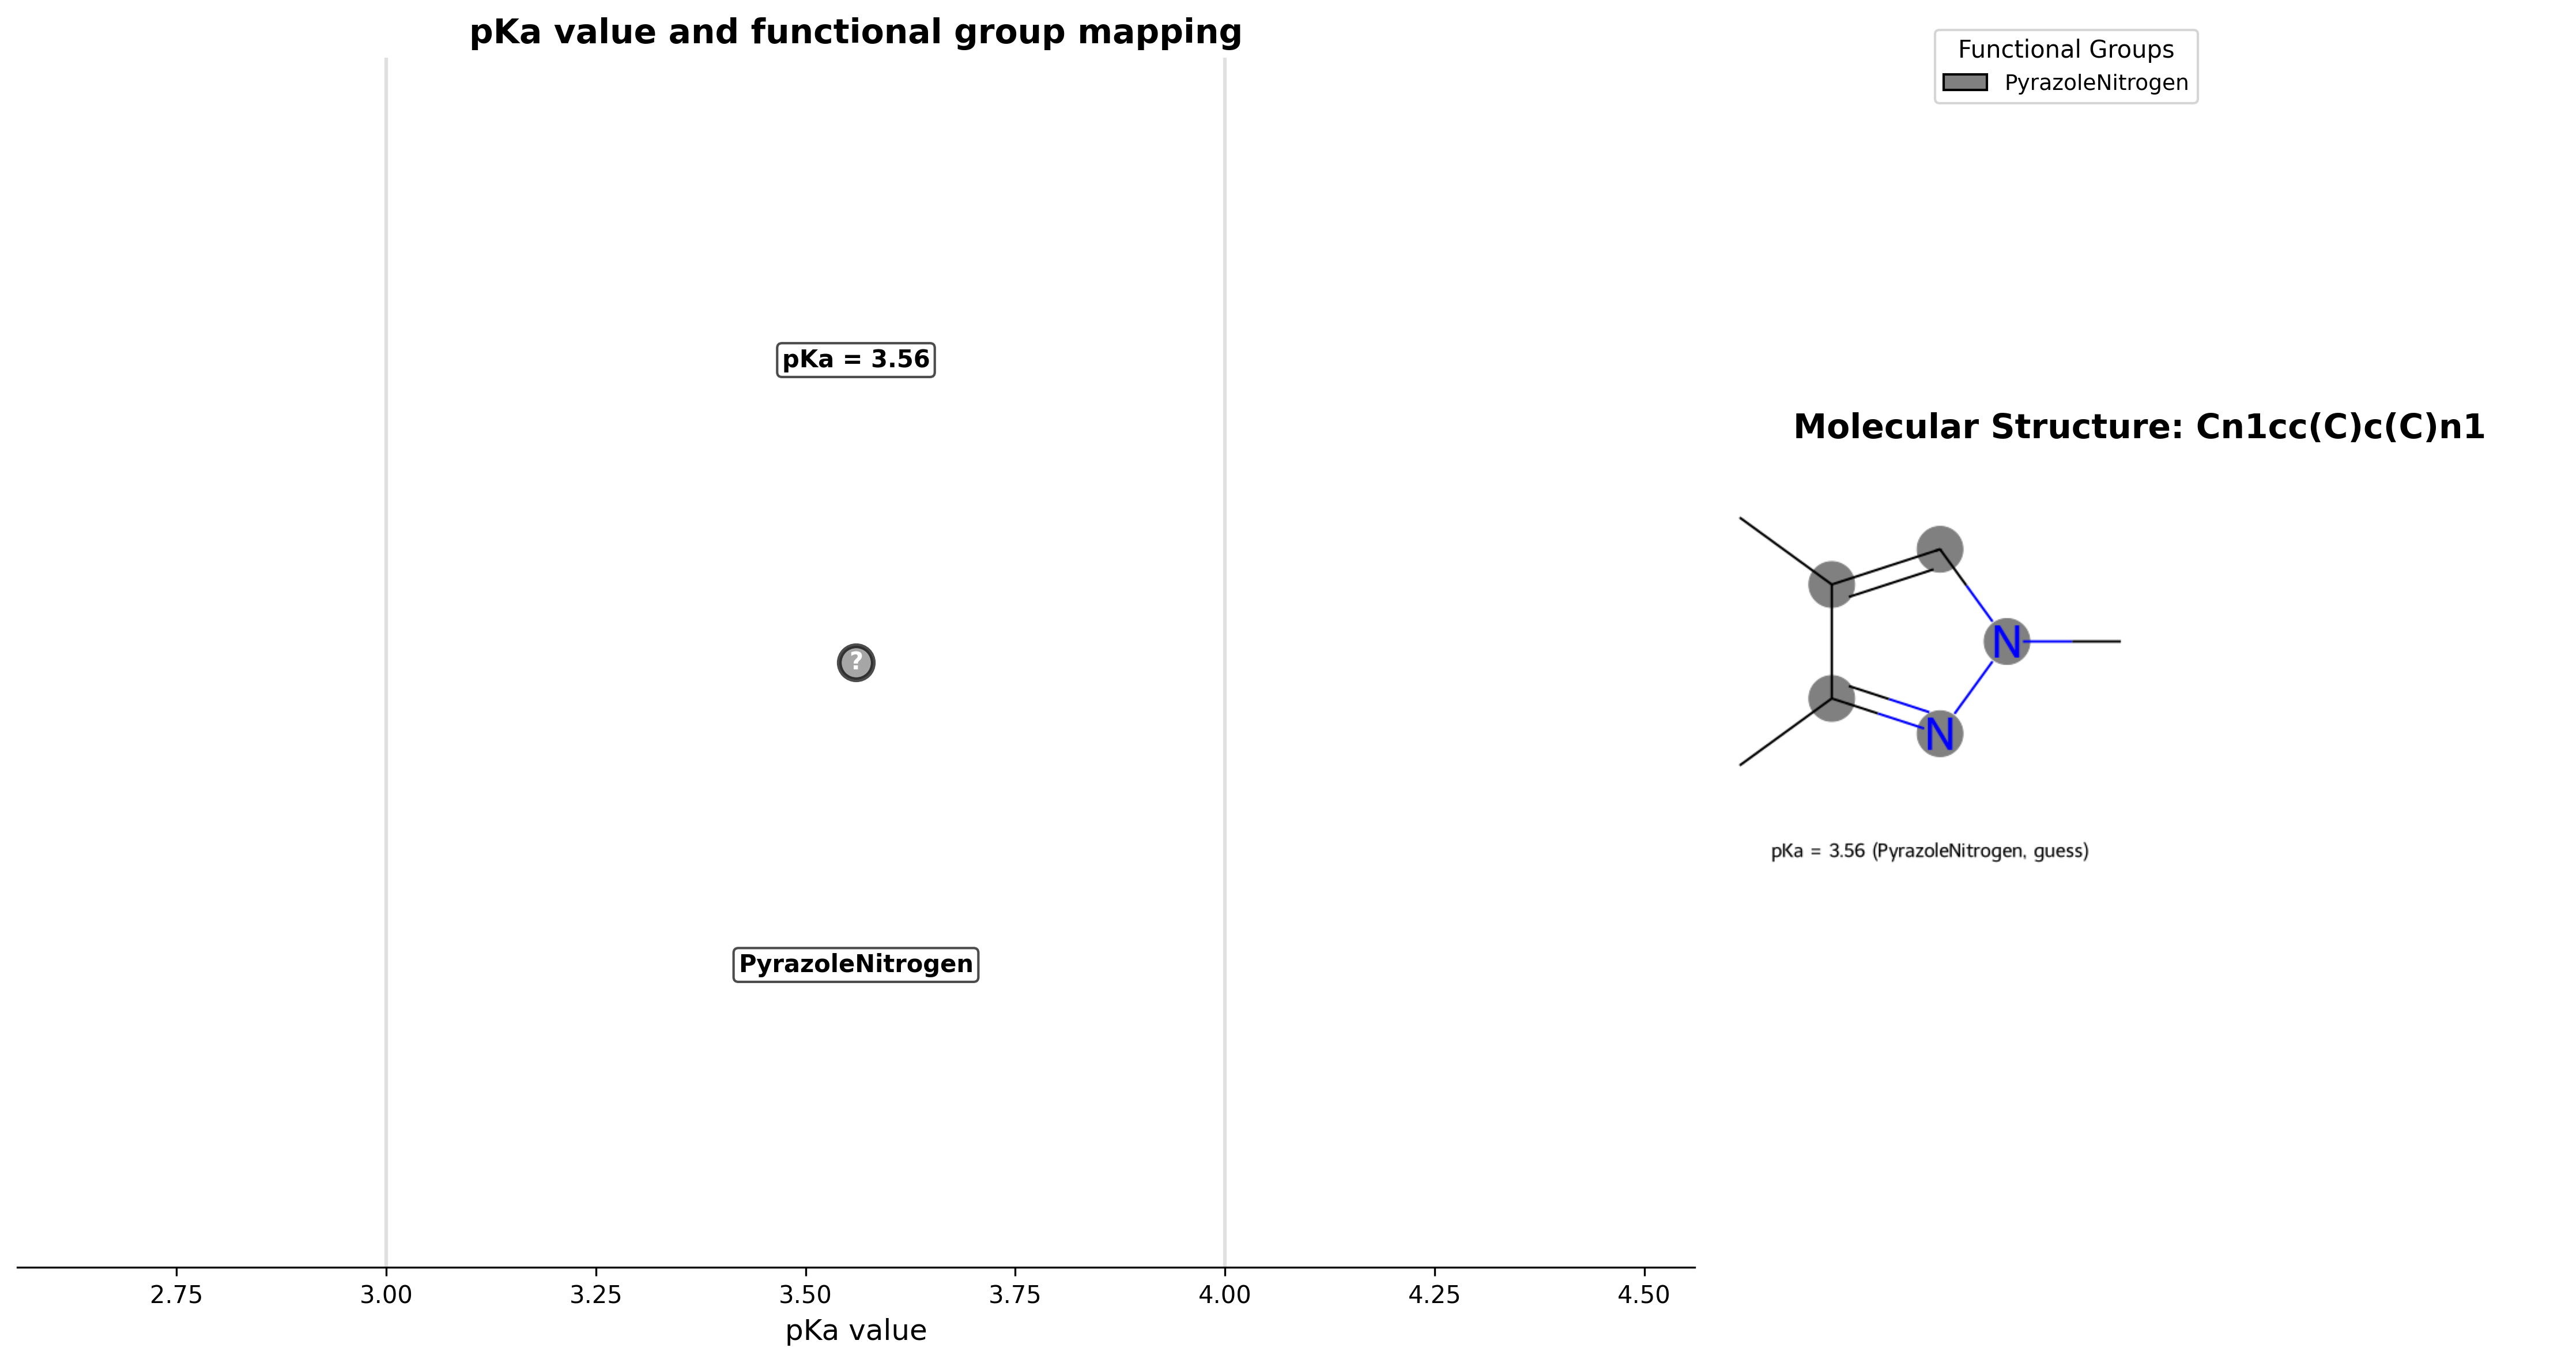 pKa value and functional group mapping
Functional Groups
PyrazoleNitrogen
pKa = 3.56
Molecular Structure: Cn1cc(C)c(C)n1
?
N
N
pKa = 3.56 (PyrazoleNitrogen, guess)
PyrazoleNitrogen
2.75 3.00 3.25 3.50 3.75 4.00 4.25 4.50
pKa value